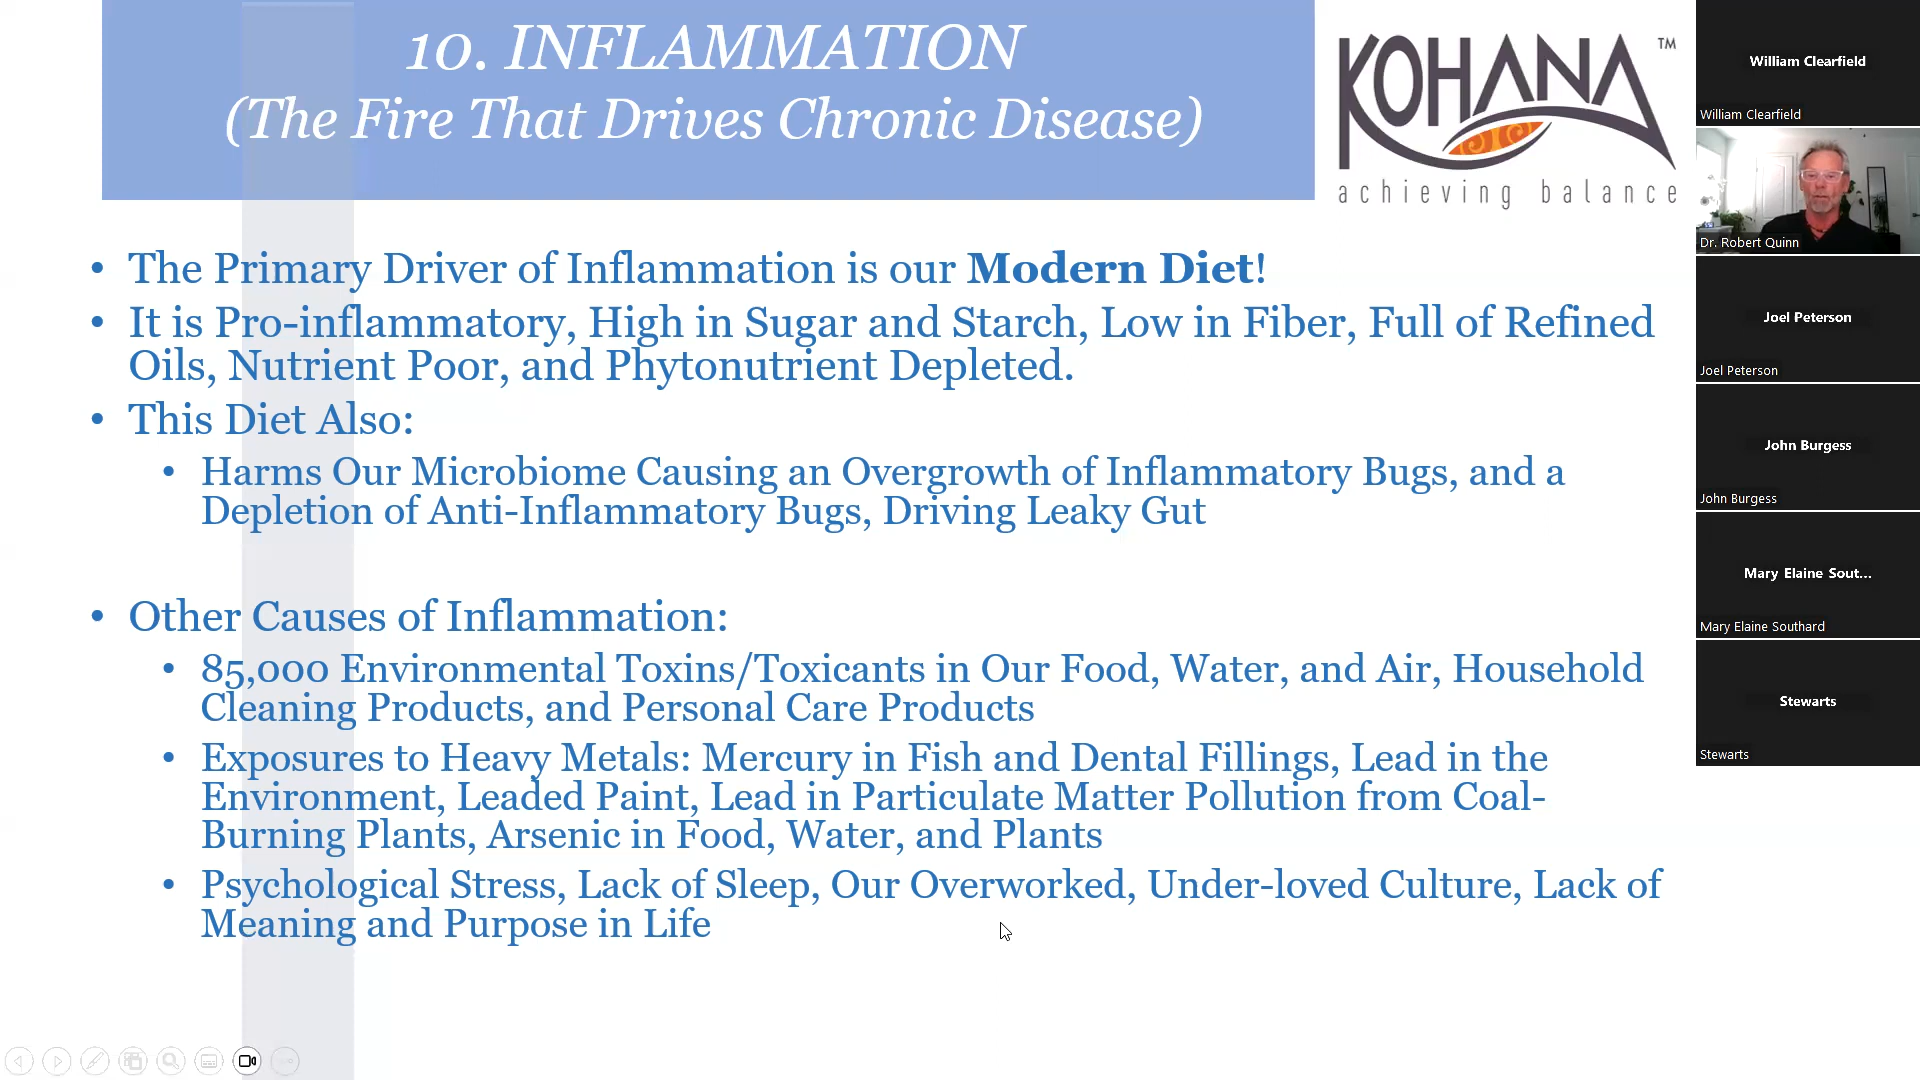 10. INFLAMMATION
(The Fire That Drives Chronic Disease)
KOHANA™
achieving balance
• The Primary Driver of Inflammation is our Modern Diet!
• It is Pro-inflammatory, High in Sugar and Starch, Low in Fiber, Full of Refined
Oils, Nutrient Poor, and Phytonutrient Depleted.
• This Diet Also:
• Harms Our Microbiome Causing an Overgrowth of Inflammatory Bugs, and a
Depletion of Anti-Inflammatory Bugs, Driving Leaky Gut
• Other Causes of Inflammation:
• 85,000 Environmental Toxins/Toxicants in Our Food, Water, and Air, Household
Cleaning Products, and Personal Care Products
• Exposures to Heavy Metals: Mercury in Fish and Dental Fillings, Lead in the
Environment, Leaded Paint, Lead in Particulate Matter Pollution from Coal-
Burning Plants, Arsenic in Food, Water, and Plants
• Psychological Stress, Lack of Sleep, Our Overworked, Under-loved Culture, Lack of
Meaning and Purpose in Life
William Clearfield
William Clearfield
Dr. Robert Quinn
Joel Peterson
Joel Peterson
John Burgess
John Burgess
Mary Elaine Sout...
Mary Elaine Southard
Stewarts
Stewarts